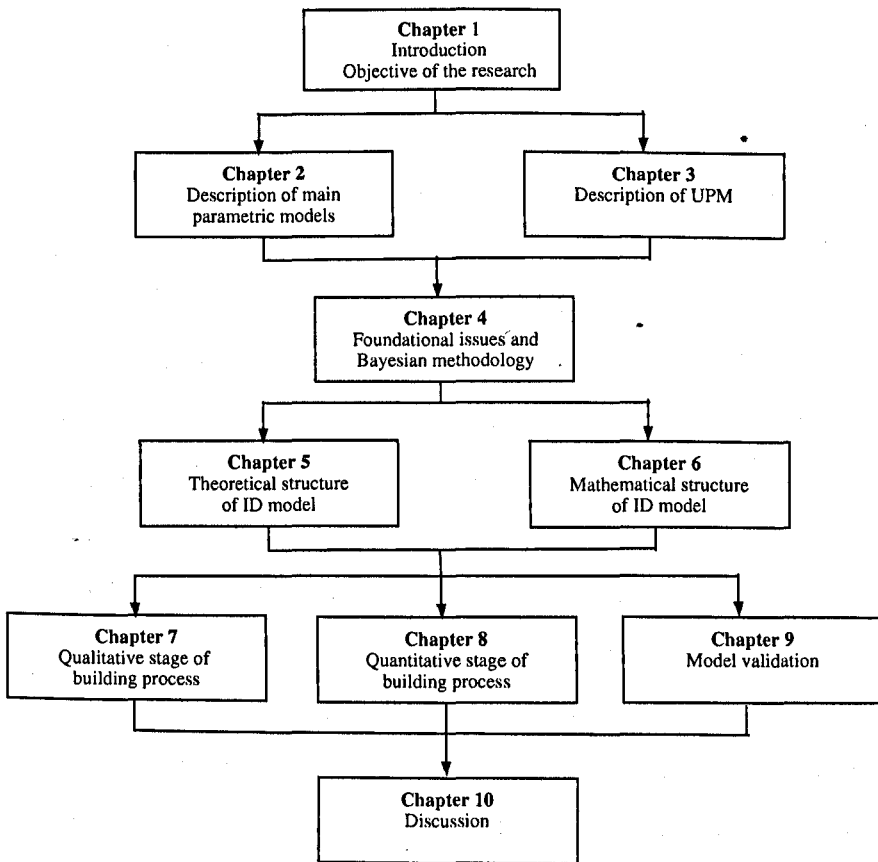 Chapter 1
Introduction
Objective of the research
Chapter 2
Description of main
parametric models
Chapter 3
Description of UPM
Chapter 4
Foundational issues and
Bayesian methodology
Chapter 5
Theoretical structure
of ID model
Chapter 6
Mathematical structure
of ID model
Chapter 7
Qualitative stage of
building process
Chapter 8
Quantitative stage of
building process
Chapter 9
Model validation
Chapter 10
Discussion